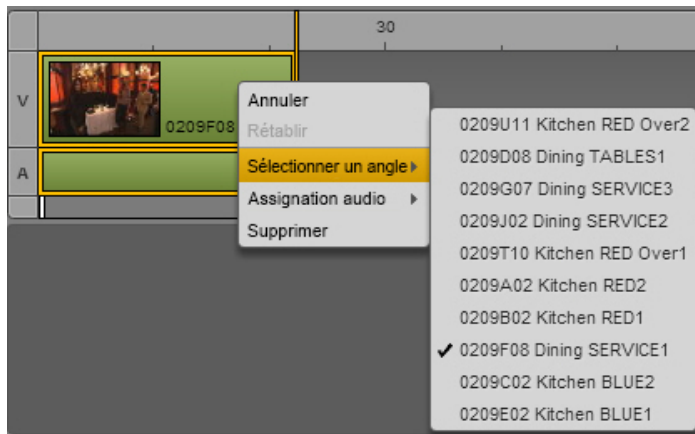 30
V
0209F08
A
Annuler
Rétablir
Sélectionner un angle
Assignation audio
Supprimer
0209U11 Kitchen RED Over2
0209D08 Dining TABLES1
0209G07 Dining SERVICE3
0209J02 Dining SERVICE2
0209T10 Kitchen RED Over1
0209A02 Kitchen RED2
0209B02 Kitchen RED1
0209F08 Dining SERVICE1
0209C02 Kitchen BLUE2
0209E02 Kitchen BLUE1